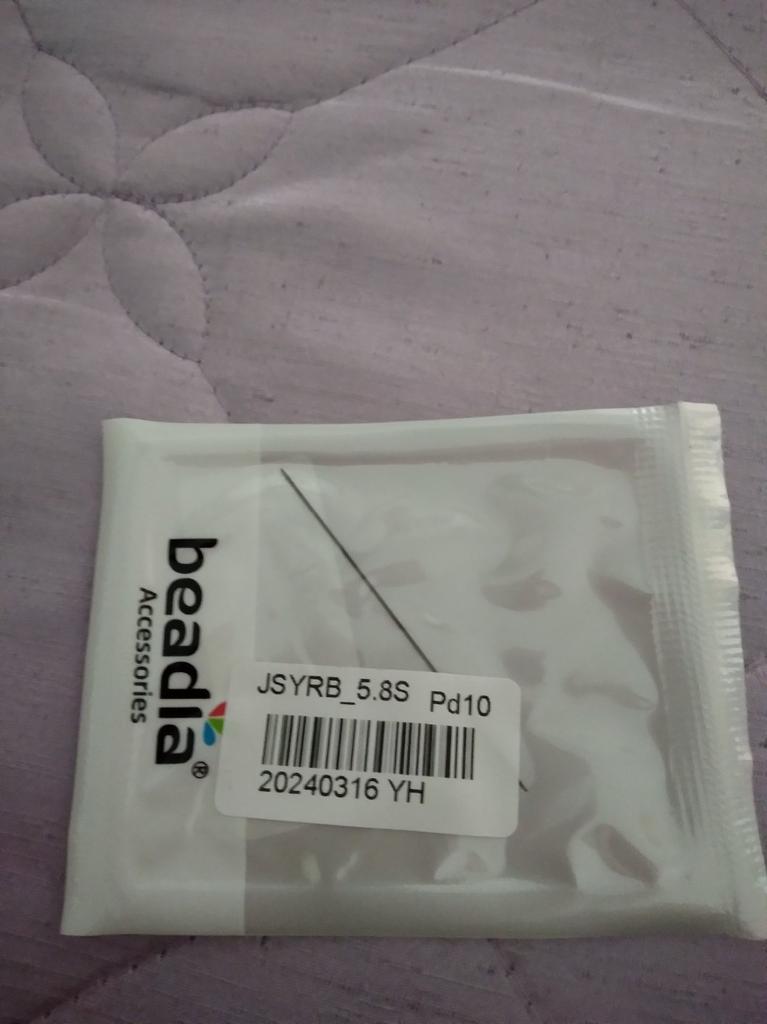 beadia®
Accessories
JSYRB_5.8S Pd10
20240316 YH